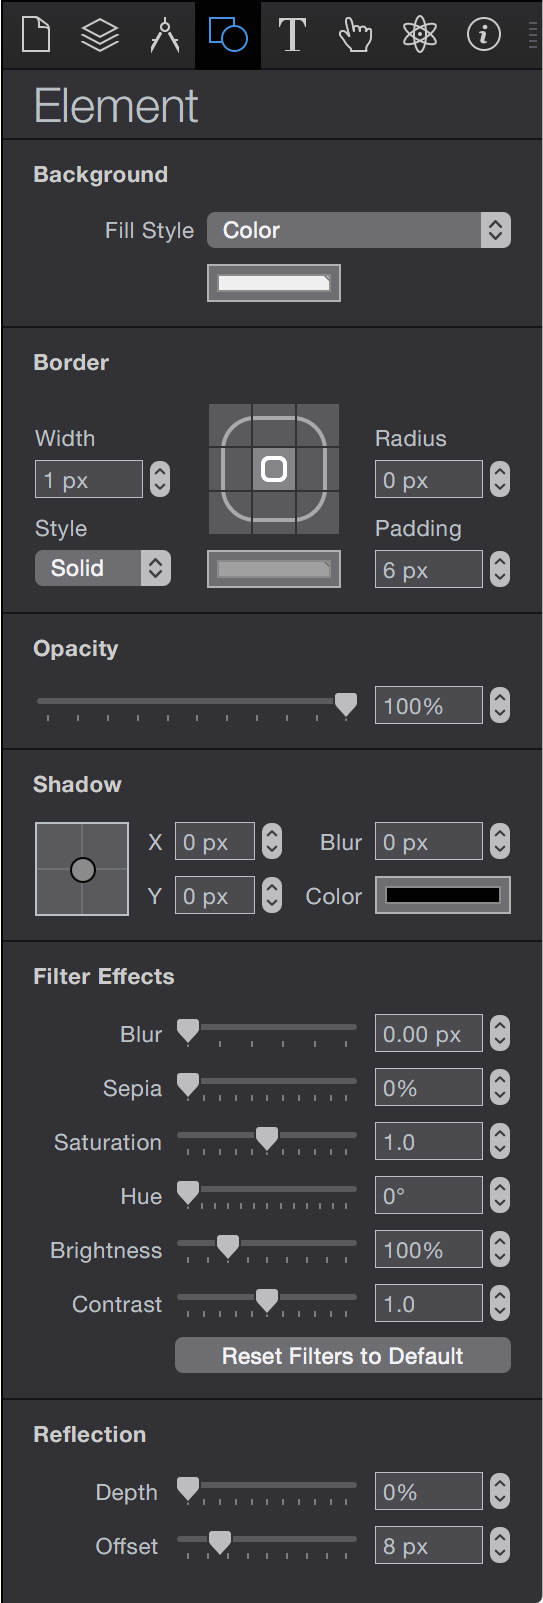 T
i
Element
Background
Fill Style Color
Border
Width Radius
1 px 0 px
Style Padding
Solid 6 px
Opacity
100%
Shadow
X 0 px Blur 0 px
Y 0 px Color
Filter Effects
Blur 0.00 px
Sepia 0%
Saturation 1.0
Hue 0°
Brightness 100%
Contrast 1.0
Reset Filters to Default
Reflection
Depth 0%
Offset 8 px